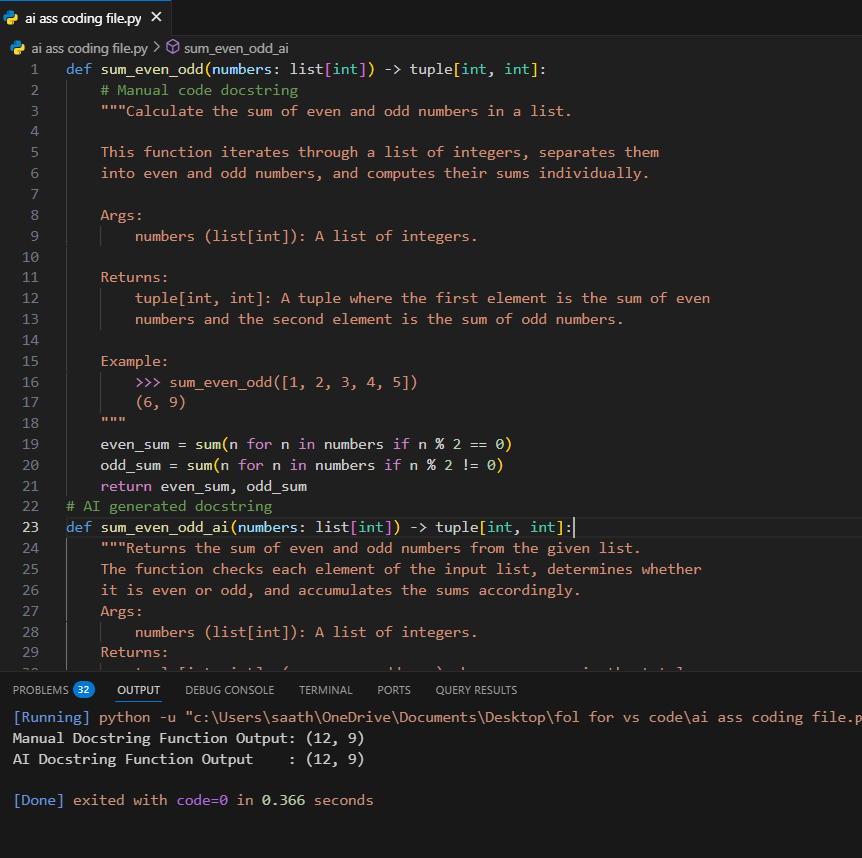 ai ass coding file.py
ai ass coding file.py > sum_even_odd_ai
1 def sum_even_odd(numbers: list[int]) -> tuple[int, int]:
2     # Manual code docstring
3     """Calculate the sum of even and odd numbers in a list.
4
5     This function iterates through a list of integers, separates them
6     into even and odd numbers, and computes their sums individually.
7
8     Args:
9         numbers (list[int]): A list of integers.
10
11     Returns:
12         tuple[int, int]: A tuple where the first element is the sum of even
13         numbers and the second element is the sum of odd numbers.
14
15     Example:
16         >>> sum_even_odd([1, 2, 3, 4, 5])
17         (6, 9)
18     """
19     even_sum = sum(n for n in numbers if n % 2 == 0)
20     odd_sum = sum(n for n in numbers if n % 2 != 0)
21     return even_sum, odd_sum
22 # AI generated docstring
23 def sum_even_odd_ai(numbers: list[int]) -> tuple[int, int]:
24     """Returns the sum of even and odd numbers from the given list.
25     The function checks each element of the input list, determines whether
26     it is even or odd, and accumulates the sums accordingly.
27     Args:
28         numbers (list[int]): A list of integers.
29     Returns:
PROBLEMS 32 OUTPUT DEBUG CONSOLE TERMINAL PORTS QUERY RESULTS
[Running] python -u "c:\Users\saath\OneDrive\Documents\Desktop\fol for vs code\ai ass coding file.p
Manual Docstring Function Output: (12, 9)
AI Docstring Function Output    : (12, 9)
[Done] exited with code=0 in 0.366 seconds